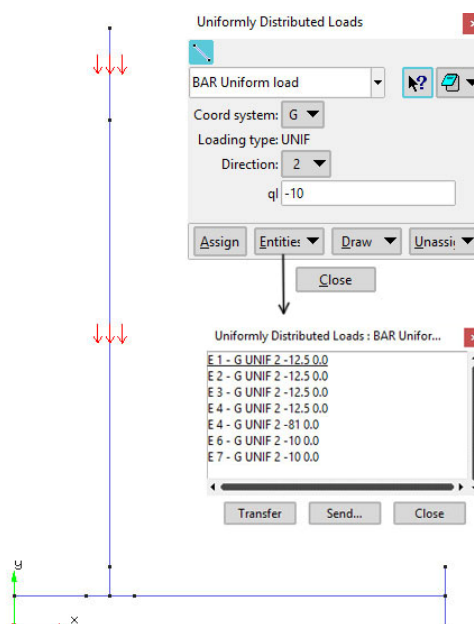 Uniformly Distributed Loads
BAR Uniform load
Coord system: G
Loading type: UNIF
Direction: 2
ql -10
Assign Entities Draw Unassi
Close
Uniformly Distributed Loads : BAR Unifor...
E 1 - G UNIF 2 -12.5 0.0
E 2 - G UNIF 2 -12.5 0.0
E 3 - G UNIF 2 -12.5 0.0
E 4 - G UNIF 2 -12.5 0.0
E 4 - G UNIF 2 -81 0.0
E 6 - G UNIF 2 -10 0.0
E 7 - G UNIF 2 -10 0.0
Transfer Send... Close
y
x